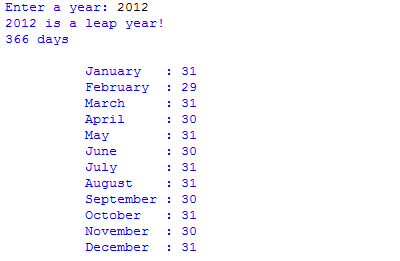 Enter a year: 2012
2012 is a leap year!
366 days
January : 31
February : 29
March : 31
April : 30
May : 31
June : 30
July : 31
August : 31
September : 30
October : 31
November : 30
December : 31